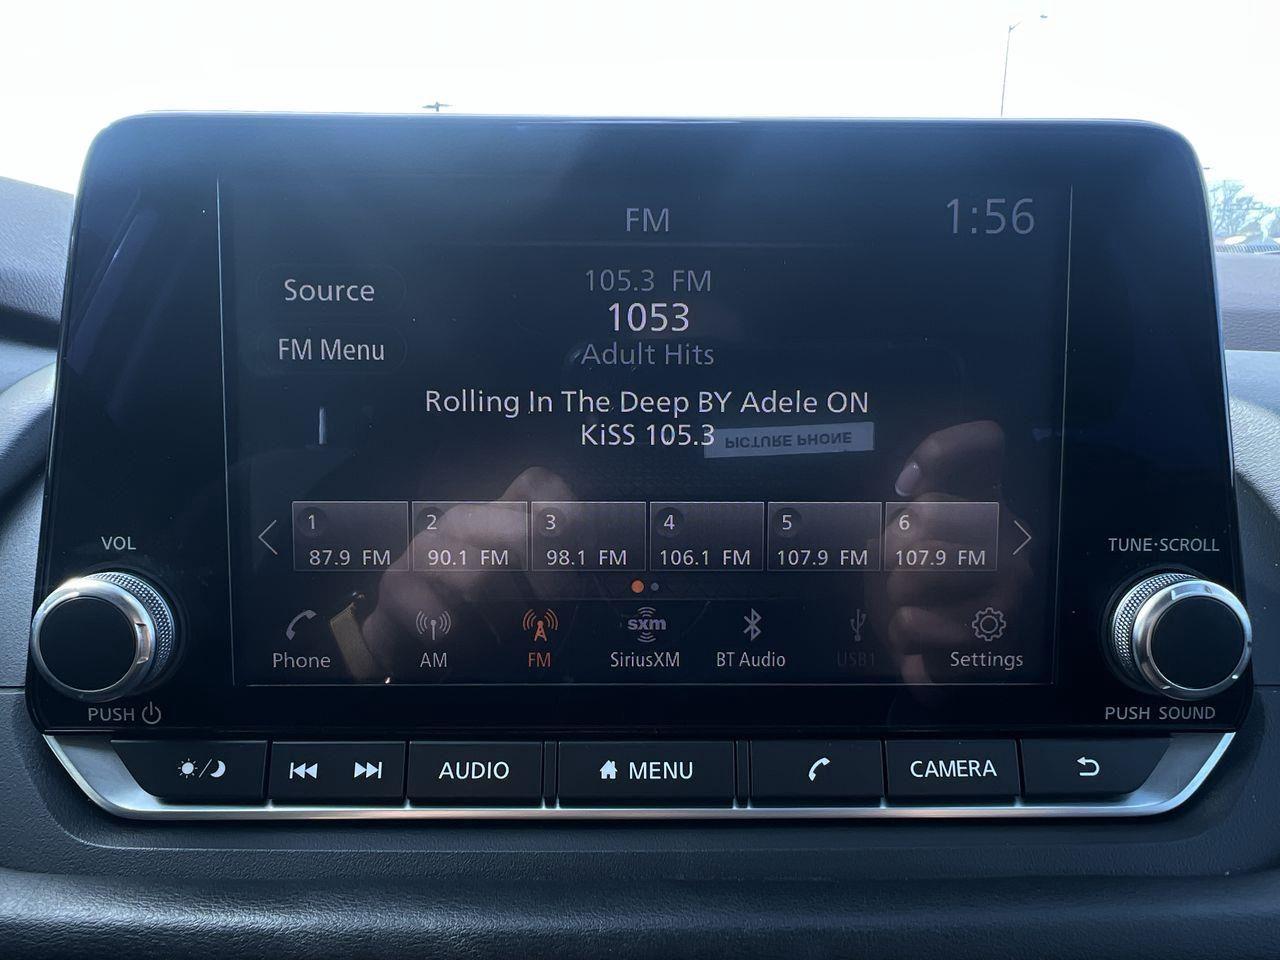 FM
1:56
Source
FM Menu
105.3 FM
1053
Adult Hits
Rolling In The Deep BY Adele ON
KiSS 105.3
PICTURE PHONE
1
87.9 FM
2
90.1 FM
3
98.1 FM
4
106.1 FM
5
107.9 FM
6
107.9 FM
Phone
AM
FM
sxm
SiriusXM
BT Audio
USB1
Settings
VOL
PUSH
TUNE·SCROLL
PUSH SOUND
AUDIO
MENU
CAMERA